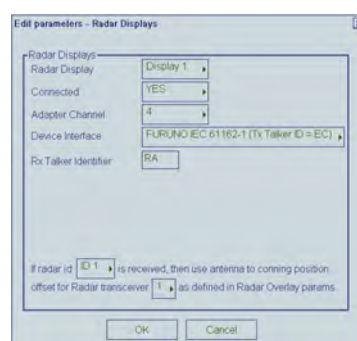 Edit parameters - Radar Displays
Radar Displays
Radar Display Display 1
Connected YES
Adapter Channel 4
Device Interface FURUNO IEC 61162-1 (Tx Talker ID = EC)
Rx Talker Identifier RA
If radar id ID 1 is received, then use antenna to conning position
offset for Radar transceiver 1 as defined in Radar Overlay params.
OK Cancel